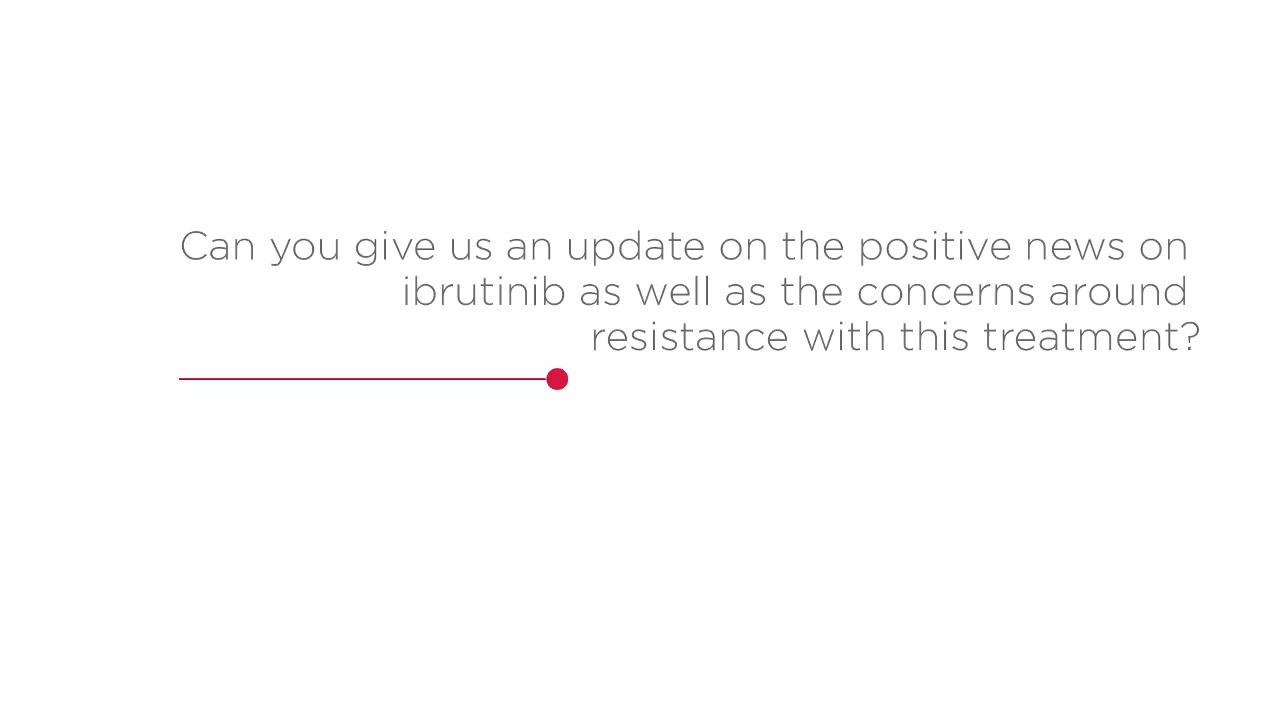 Can you give us an update on the positive news on
ibrutinib as well as the concerns around
resistance with this treatment?